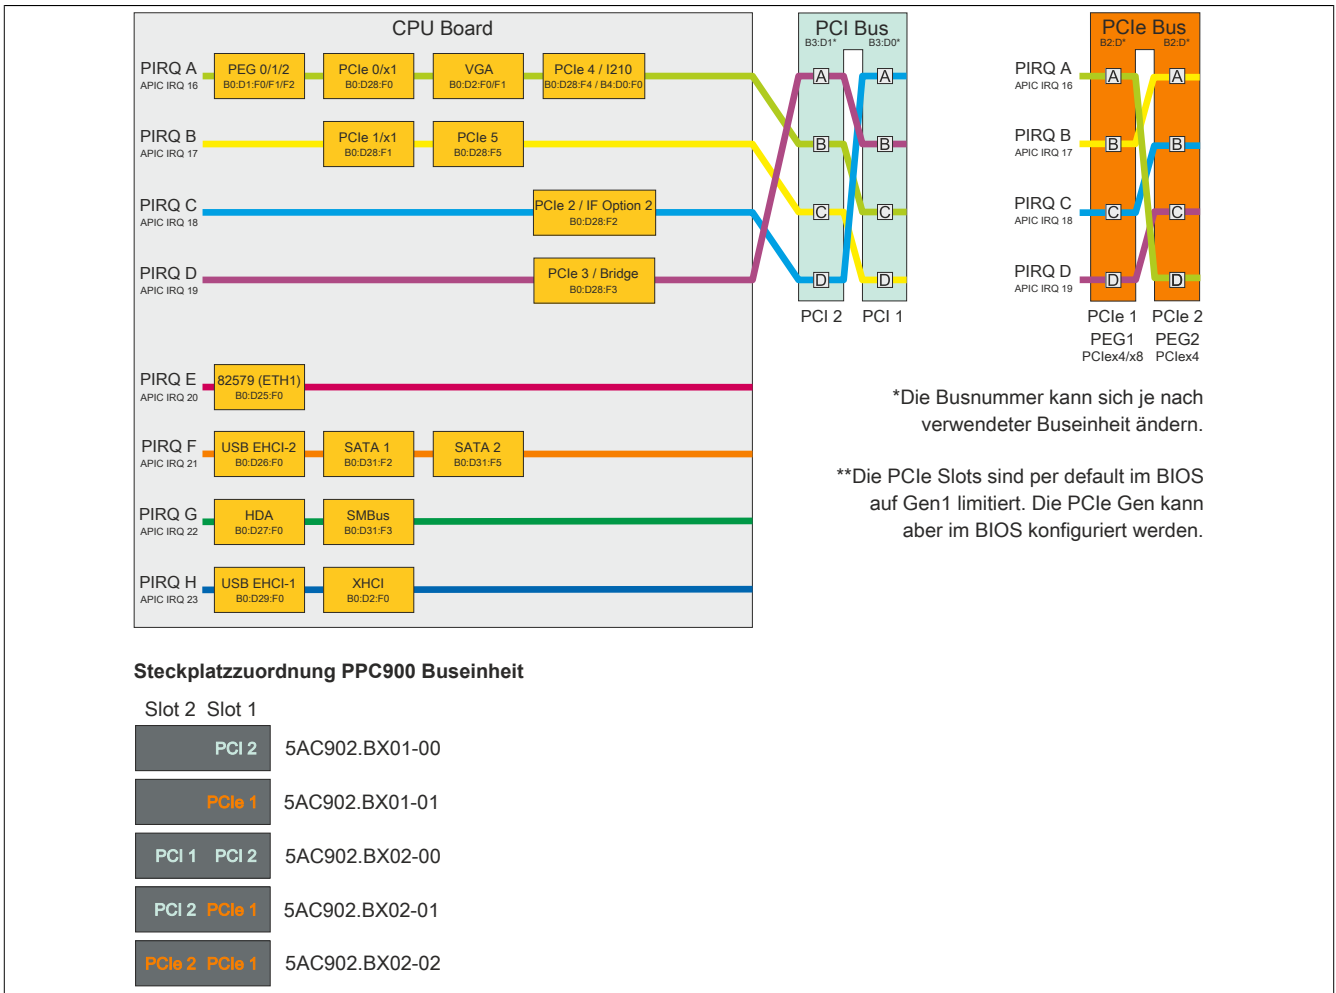 CPU Board
PIRQ A
APIC IRQ 16
PEG 0/1/2
B0:D1:F0/F1/F2
PCIe 0/x1
B0:D28:F0
VGA
B0:D2:F0/F1
PCIe 4 / I210
B0:D28:F4 / B4:D0:F0
PIRQ B
APIC IRQ 17
PCIe 1/x1
B0:D28:F1
PCIe 5
B0:D28:F5
PIRQ C
APIC IRQ 18
PCIe 2 / IF Option 2
B0:D28:F2
PIRQ D
APIC IRQ 19
PCIe 3 / Bridge
B0:D28:F3
PIRQ E
APIC IRQ 20
82579 (ETH1)
B0:D25:F0
PIRQ F
APIC IRQ 21
USB EHCI-2
B0:D26:F0
SATA 1
B0:D31:F2
SATA 2
B0:D31:F5
PIRQ G
APIC IRQ 22
HDA
B0:D27:F0
SMBus
B0:D31:F3
PIRQ H
APIC IRQ 23
USB EHCI-1
B0:D29:F0
XHCI
B0:D2:F0
PCI Bus
B3:D1* B3:D0*
A A
B B
C C
D D
PCI 2 PCI 1
PCIe Bus
B2:D* B2:D*
PIRQ A
APIC IRQ 16
A A
PIRQ B
APIC IRQ 17
B B
PIRQ C
APIC IRQ 18
C C
PIRQ D
APIC IRQ 19
D D
PCIe 1 PCIe 2
PEG1 PEG2
PCIex4/x8 PCIex4
*Die Busnummer kann sich je nach
verwendeter Buseinheit ändern.
**Die PCIe Slots sind per default im BIOS
auf Gen1 limitiert. Die PCIe Gen kann
aber im BIOS konfiguriert werden.
Steckplatzzuordnung PPC900 Buseinheit
Slot 2 Slot 1
PCI 2 5AC902.BX01-00
PCIe 1 5AC902.BX01-01
PCI 1 PCI 2 5AC902.BX02-00
PCI 2 PCIe 1 5AC902.BX02-01
PCIe 2 PCIe 1 5AC902.BX02-02